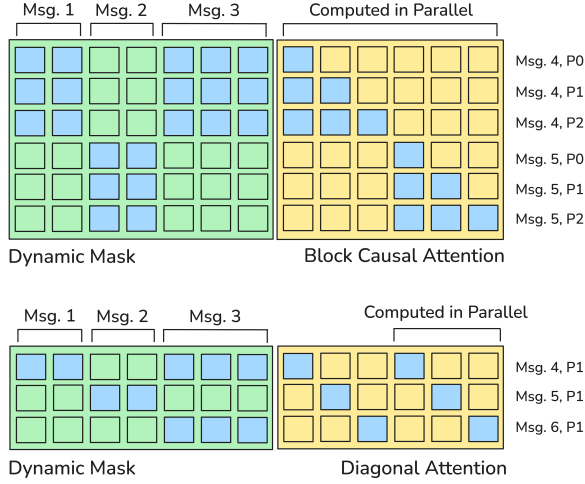 Msg. 1 Msg. 2 Msg. 3 Computed in Parallel
Msg. 4, P0
Msg. 4, P1
Msg. 4, P2
Msg. 5, P0
Msg. 5, P1
Msg. 5, P2
Dynamic Mask Block Causal Attention
Msg. 1 Msg. 2 Msg. 3 Computed in Parallel
Msg. 4, P1
Msg. 5, P1
Msg. 6, P1
Dynamic Mask Diagonal Attention